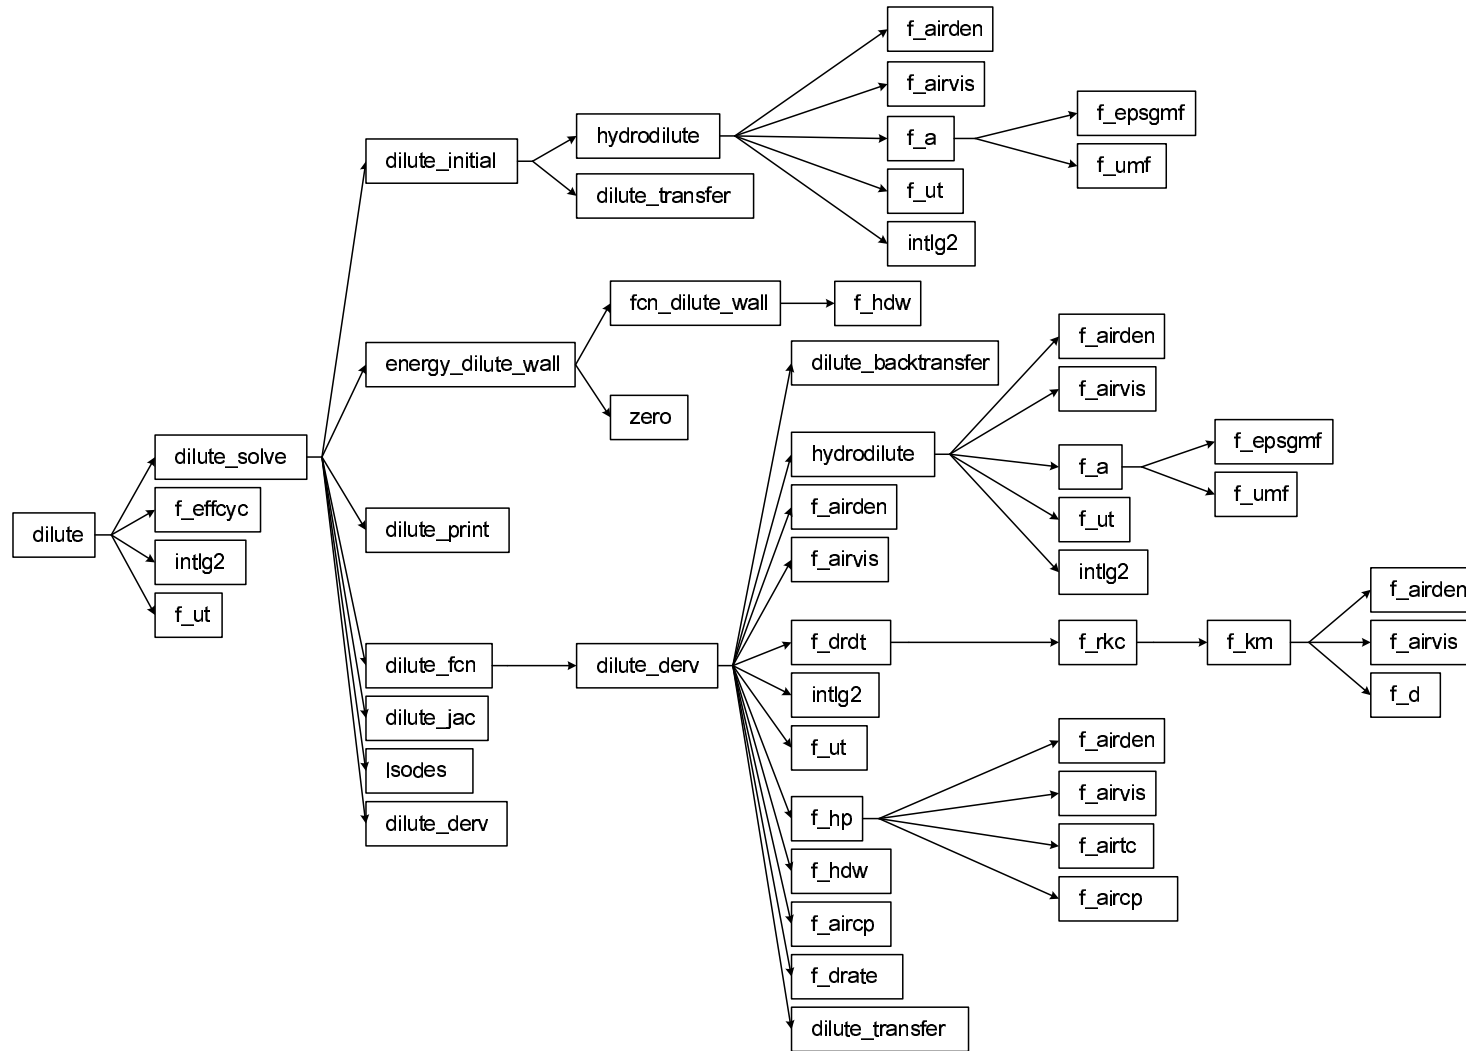 f_airden
f_airvis
f_epsgmf
hydrodilute
f_a
dilute_initial
f_umf
dilute_transfer
f_ut
intlg2
fcn_dilute_wall
f_hdw
f_airden
energy_dilute_wall
dilute_backtransfer
f_airvis
zero
f_epsgmf
dilute_solve
hydrodilute
f_a
f_umf
f_effcyc
f_airden
dilute
dilute_print
f_ut
intlg2
f_airvis
intlg2
f_airden
f_ut
f_drdt
f_rkc
f_km
f_airvis
dilute_fcn
dilute_derv
intlg2
f_d
dilute_jac
f_ut
f_airden
lsodes
f_airvis
dilute_derv
f_hp
f_airtc
f_hdw
f_aircp
f_aircp
f_drate
dilute_transfer